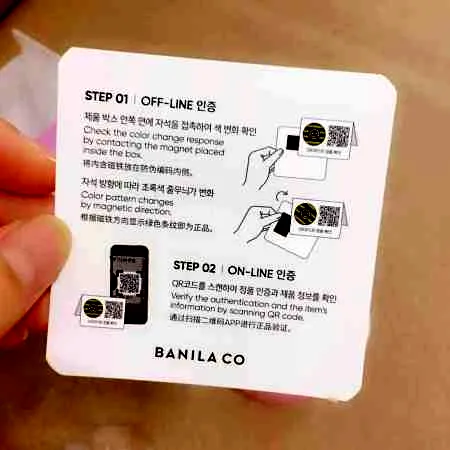 STEP 01 | OFF-LINE 인증
제품 박스 안쪽 면에 자석을 접촉하여 색 변화 확인
Check the color change response
by contacting the magnet placed
inside the box.
将内含磁铁放在防伪编码内侧。
자석 방향에 따라 초록색 줄무늬가 변화
Color pattern changes
by magnetic direction.
根据磁铁方向显示绿色条纹即为正品。
STEP 02 | ON-LINE 인증
QR코드를 스캔하여 정품 인증과 제품 정보를 확인
Verify the authentication and the item's
information by scanning QR code.
通过扫描二维码APP进行正品验证。
BANILA CO